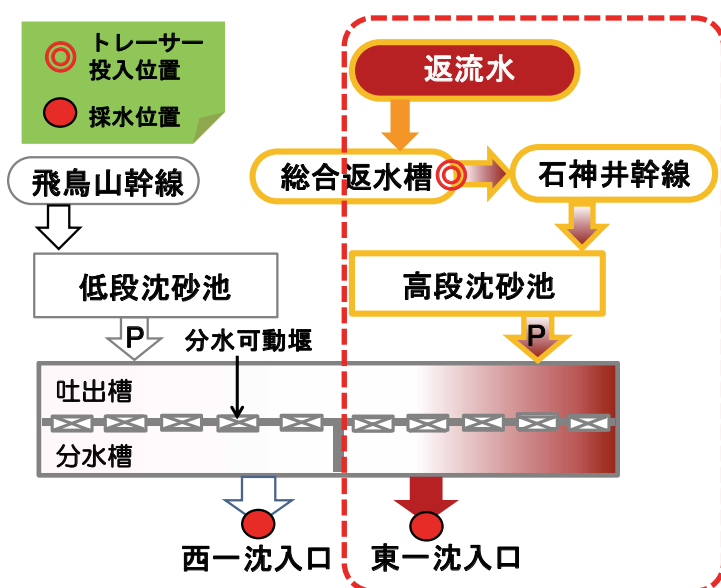 トレーサー
投入位置
採水位置
返流水
飛鳥山幹線
総合返水槽
石神井幹線
低段沈砂池
高段沈砂池
P
P
分水可動堰
吐出槽
分水槽
西一沈入口
東一沈入口